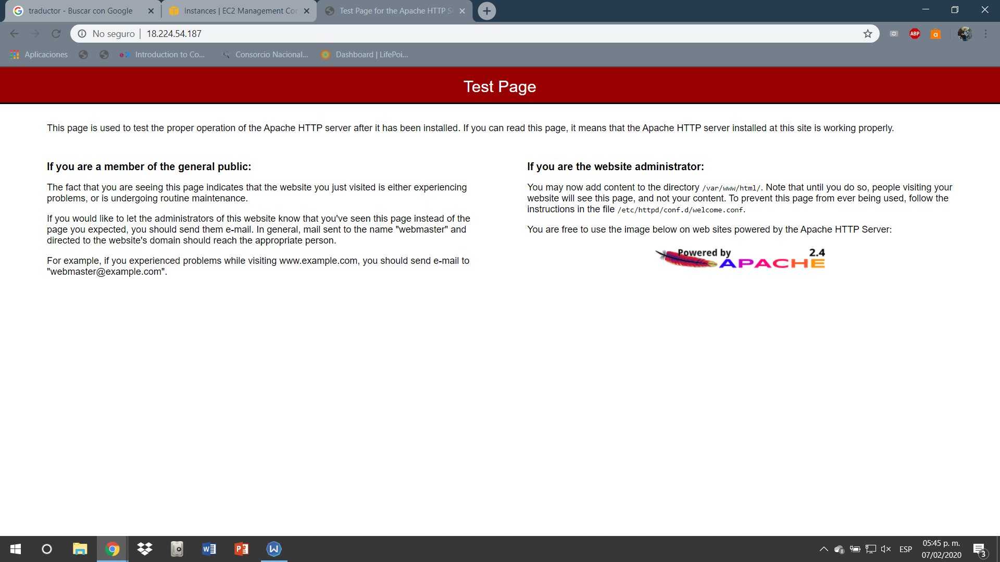 traductor - Buscar con Google
Instances | EC2 Management Con
Test Page for the Apache HTTP Se
No seguro | 18.224.54.187
ABP
a
Aplicaciones
eX Introduction to Co...
Consorcio Nacional...
Dashboard | LifePoi...
Test Page
This page is used to test the proper operation of the Apache HTTP server after it has been installed. If you can read this page, it means that the Apache HTTP server installed at this site is working properly.
If you are a member of the general public:
The fact that you are seeing this page indicates that the website you just visited is either experiencing
problems, or is undergoing routine maintenance.
If you would like to let the administrators of this website know that you've seen this page instead of the
page you expected, you should send them e-mail. In general, mail sent to the name "webmaster" and
directed to the website's domain should reach the appropriate person.
For example, if you experienced problems while visiting www.example.com, you should send e-mail to
"webmaster@example.com".
If you are the website administrator:
You may now add content to the directory /var/www/html/. Note that until you do so, people visiting your
website will see this page, and not your content. To prevent this page from ever being used, follow the
instructions in the file /etc/httpd/conf.d/welcome.conf.
You are free to use the image below on web sites powered by the Apache HTTP Server:
Powered by 2.4
APACHE
ESP
05:45 p. m.
07/02/2020
3